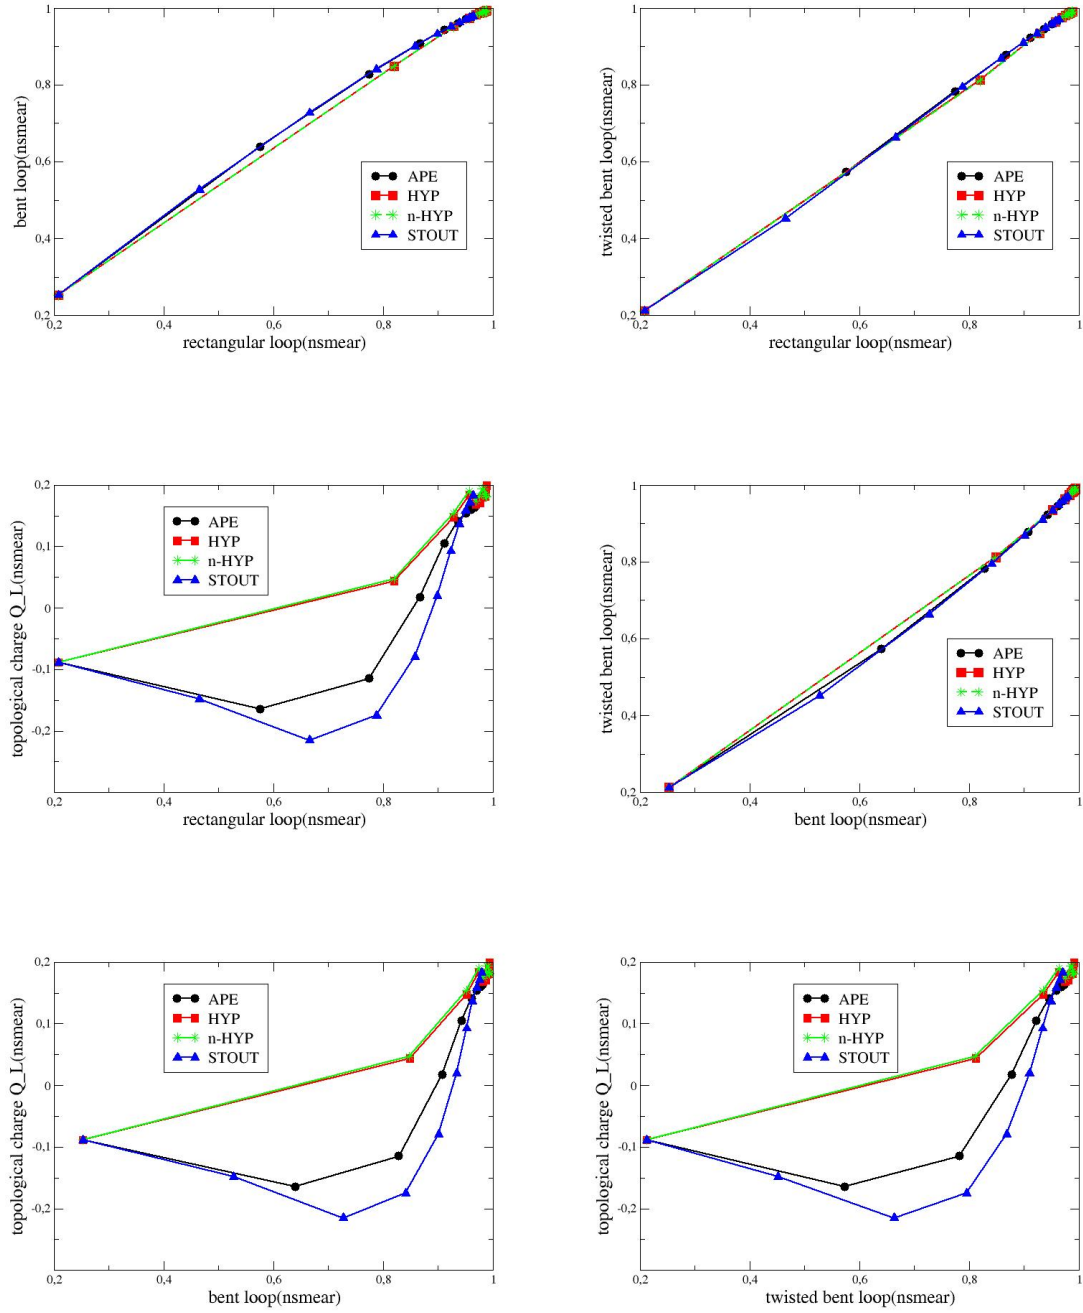 1
0,8
0,6
0,4
0,2
0,2 0,4 0,6 0,8 1
bent loop(nsmear)
rectangular loop(nsmear)
APE
HYP
n-HYP
STOUT
1
0,8
0,6
0,4
0,2
0,2 0,4 0,6 0,8 1
twisted bent loop(nsmear)
rectangular loop(nsmear)
APE
HYP
n-HYP
STOUT
0,2
0,1
0
-0,1
-0,2
0,2 0,4 0,6 0,8 1
topological charge Q_L(nsmear)
rectangular loop(nsmear)
APE
HYP
n-HYP
STOUT
1
0,8
0,6
0,4
0,2
0,2 0,4 0,6 0,8 1
twisted bent loop(nsmear)
bent loop(nsmear)
APE
HYP
n-HYP
STOUT
0,2
0,1
0
-0,1
-0,2
0,2 0,4 0,6 0,8 1
topological charge Q_L(nsmear)
bent loop(nsmear)
APE
HYP
n-HYP
STOUT
0,2
0,1
0
-0,1
-0,2
0,2 0,4 0,6 0,8 1
topological charge Q_L(nsmear)
twisted bent loop(nsmear)
APE
HYP
n-HYP
STOUT